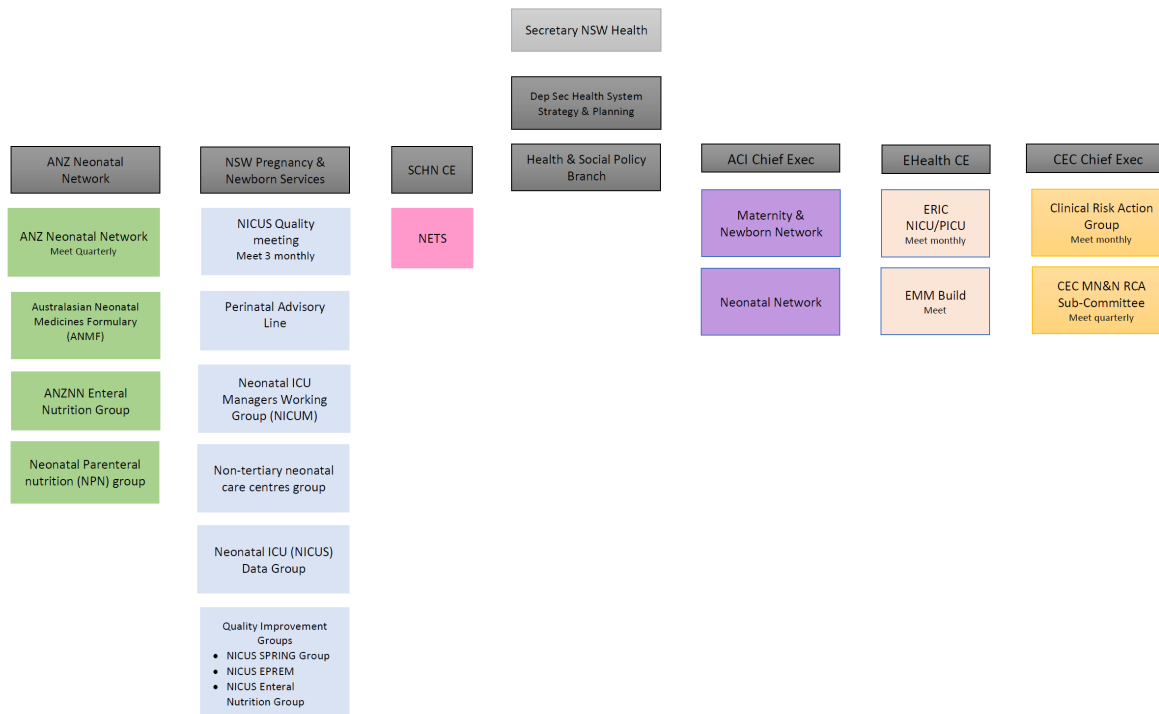 Secretary NSW Health
Dep Sec Health System
Strategy & Planning
ANZ Neonatal
Network
NSW Pregnancy &
Newborn Services
SCHN CE
Health & Social Policy
Branch
ACI Chief Exec
EHealth CE
CEC Chief Exec
ANZ Neonatal Network
Meet Quarterly
Australasian Neonatal
Medicines Formulary
(ANMF)
ANZNN Enteral
Nutrition Group
Neonatal Parenteral
nutrition (NPN) group
NICUS Quality
meeting
Meet 3 monthly
Perinatal Advisory
Line
Neonatal ICU
Managers Working
Group (NICUM)
Non-tertiary neonatal
care centres group
Neonatal ICU (NICUS)
Data Group
Quality Improvement
Groups
• NICUS SPRING Group
• NICUS EPREM
• NICUS Enteral
Nutrition Group
NETS
Maternity &
Newborn Network
Neonatal Network
ERIC
NICU/PICU
Meet monthly
EMM Build
Meet
Clinical Risk Action
Group
Meet monthly
CEC MN&N RCA
Sub-Committee
Meet quarterly